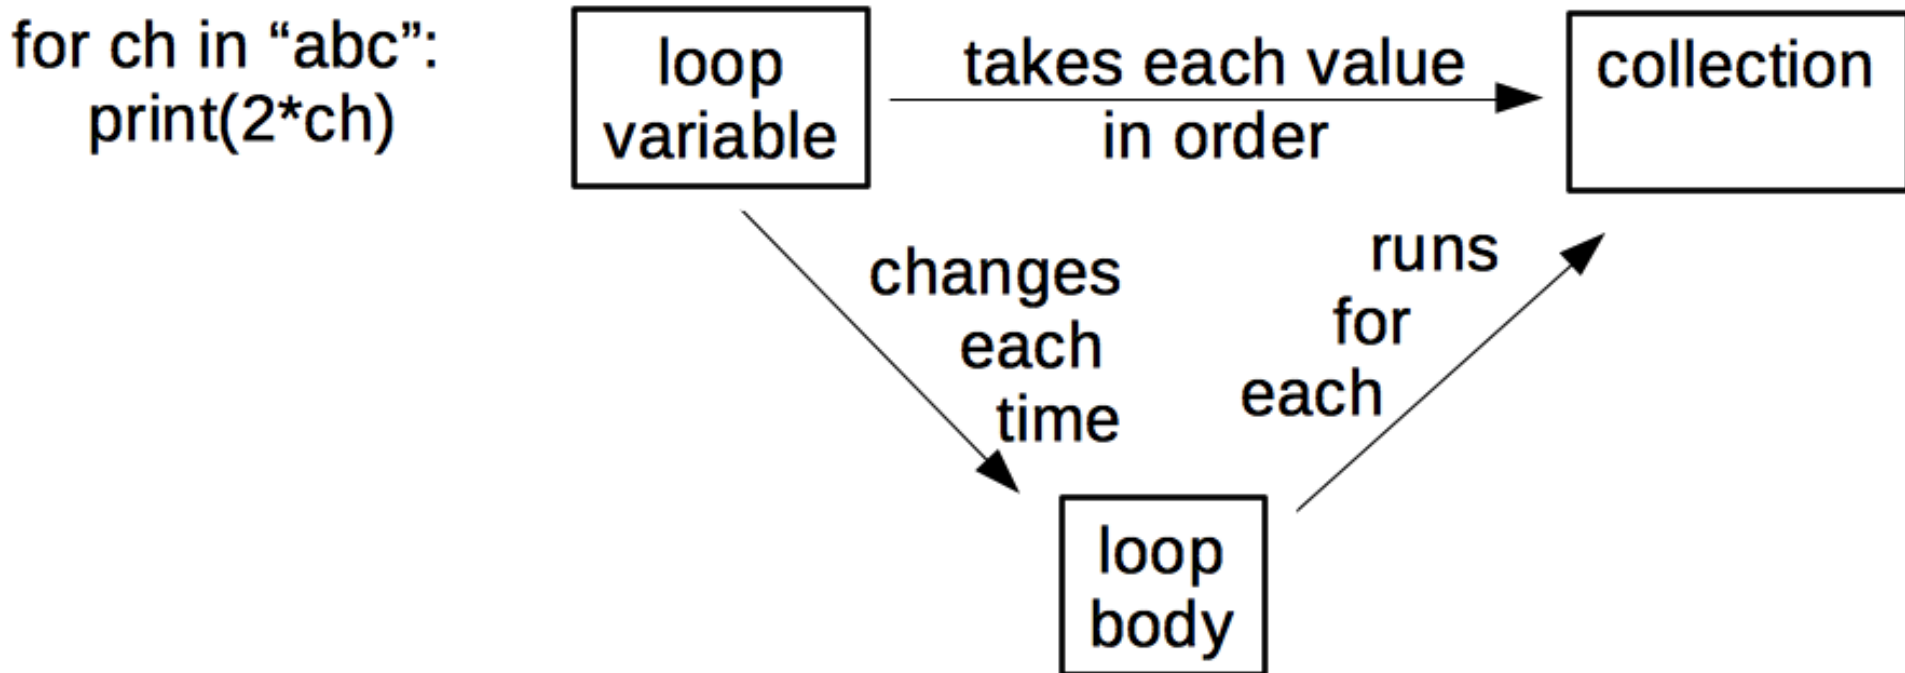 for ch in “abc”:
print(2*ch)
loop
variable
takes each value
in order
collection
changes
each
time
runs
for
each
loop
body